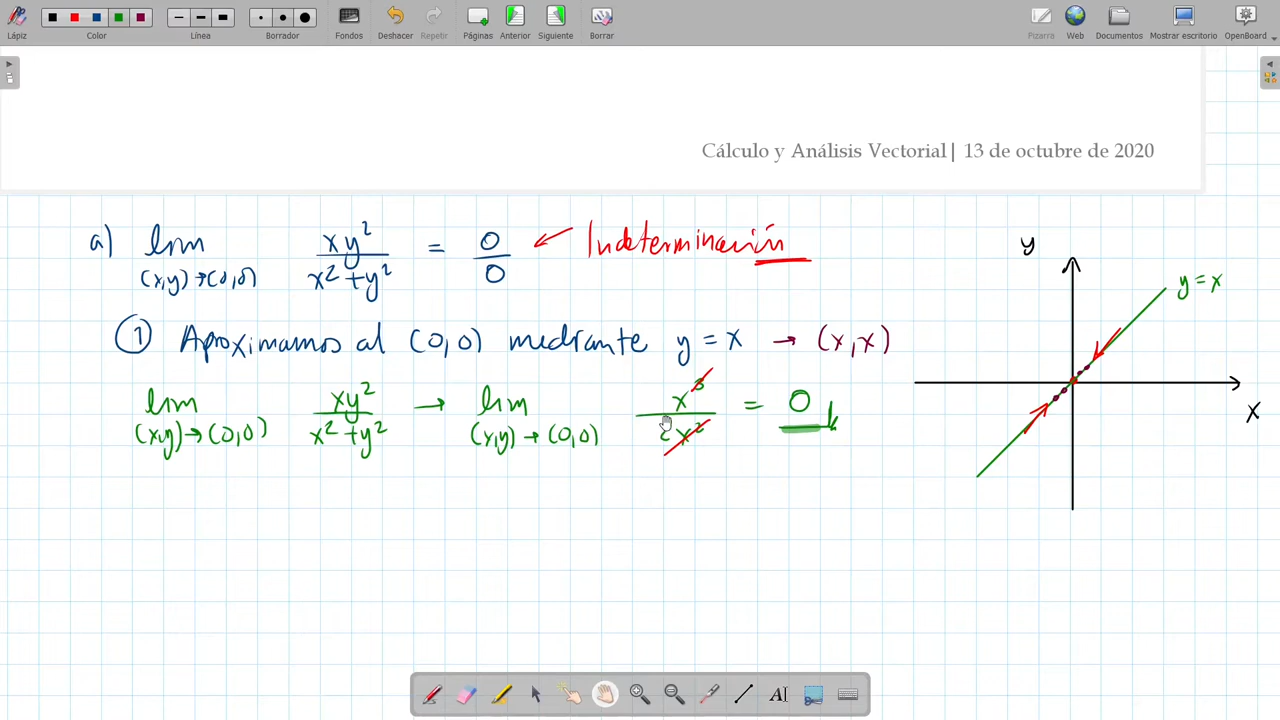 Lápiz Color Línea Borrador Fondos Deshacer Repetir Páginas Anterior Siguiente Borrar Pizarra Web Documentos Mostrar escritorio OpenBoard
Cálculo y Análisis Vectorial| 13 de octubre de 2020
a) lim (x,y)→(0,0) xy²/(x²+y²) = 0/0 ← Indeterminación
① Aproximamos al (0,0) mediante y = x → (x,x)
lim (x,y)→(0,0) xy²/(x²+y²) → lim (x,y)→(0,0) x³/2x² = 0
y
y = x
x
AI